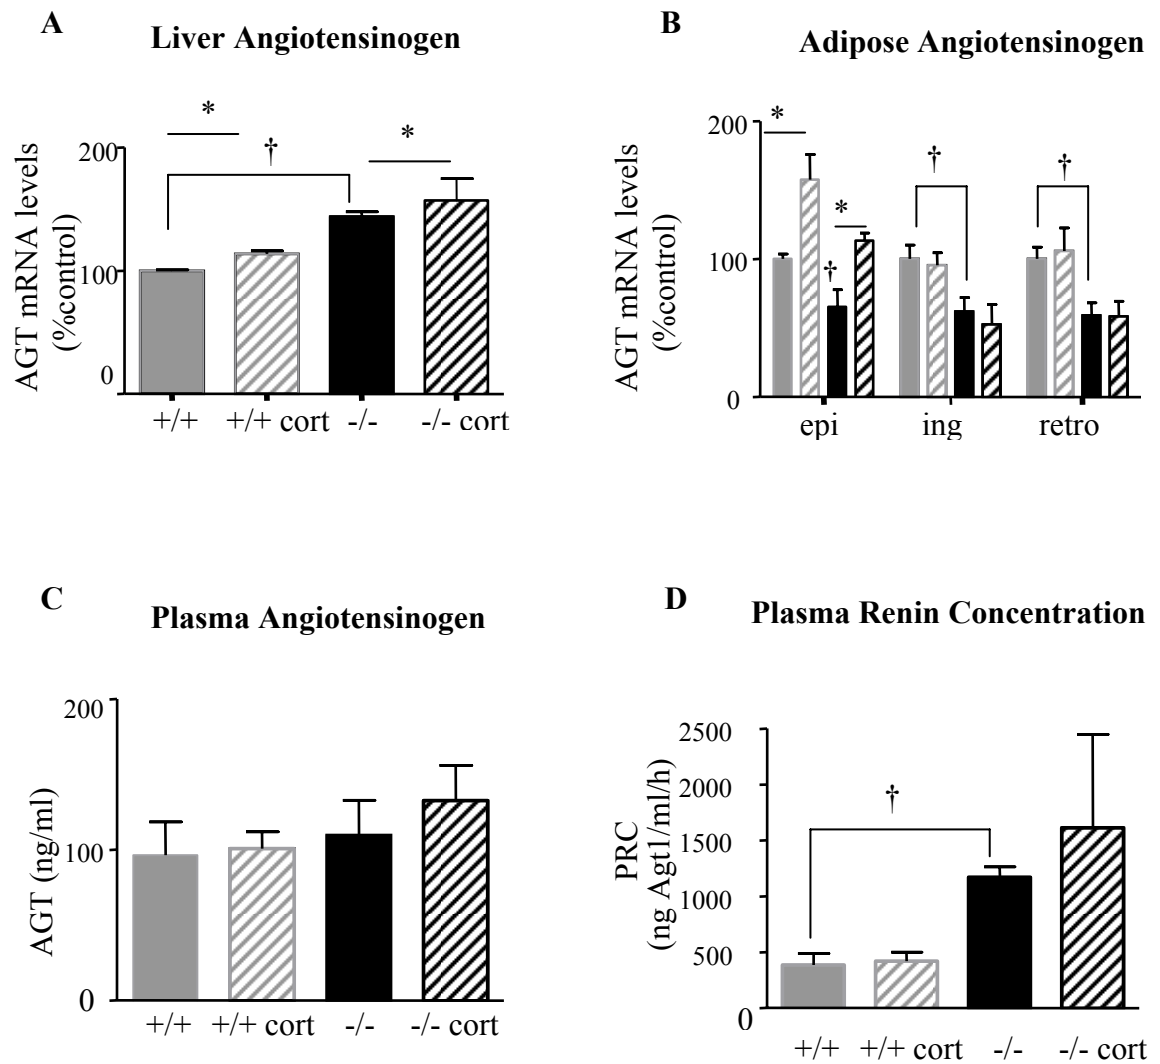 A
Liver Angiotensinogen
AGT mRNA levels
(%control)
200
100
0
*
†
*
+/+
+/+ cort
-/-
-/- cort
B
Adipose Angiotensinogen
AGT mRNA levels
(%control)
200
100
0
*
*
†
†
†
epi
ing
retro
C
Plasma Angiotensinogen
AGT (ng/ml)
200
100
0
+/+
+/+ cort
-/-
-/- cort
D
Plasma Renin Concentration
PRC
(ng Agt1/ml/h)
2500
2000
1500
1000
500
0
†
+/+
+/+ cort
-/-
-/- cort